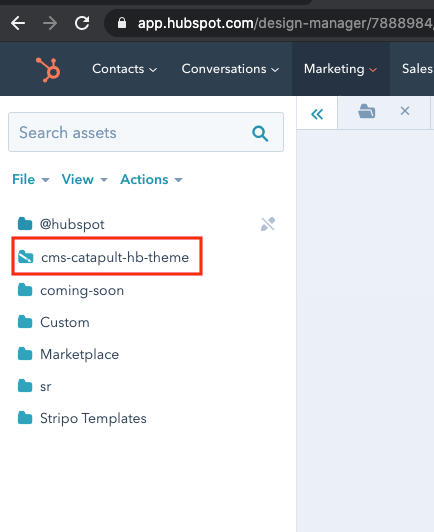 app.hubspot.com/design-manager/7888984
Contacts Conversations Marketing Sales
Search assets
File View Actions
@hubspot
cms-catapult-hb-theme
coming-soon
Custom
Marketplace
sr
Stripo Templates